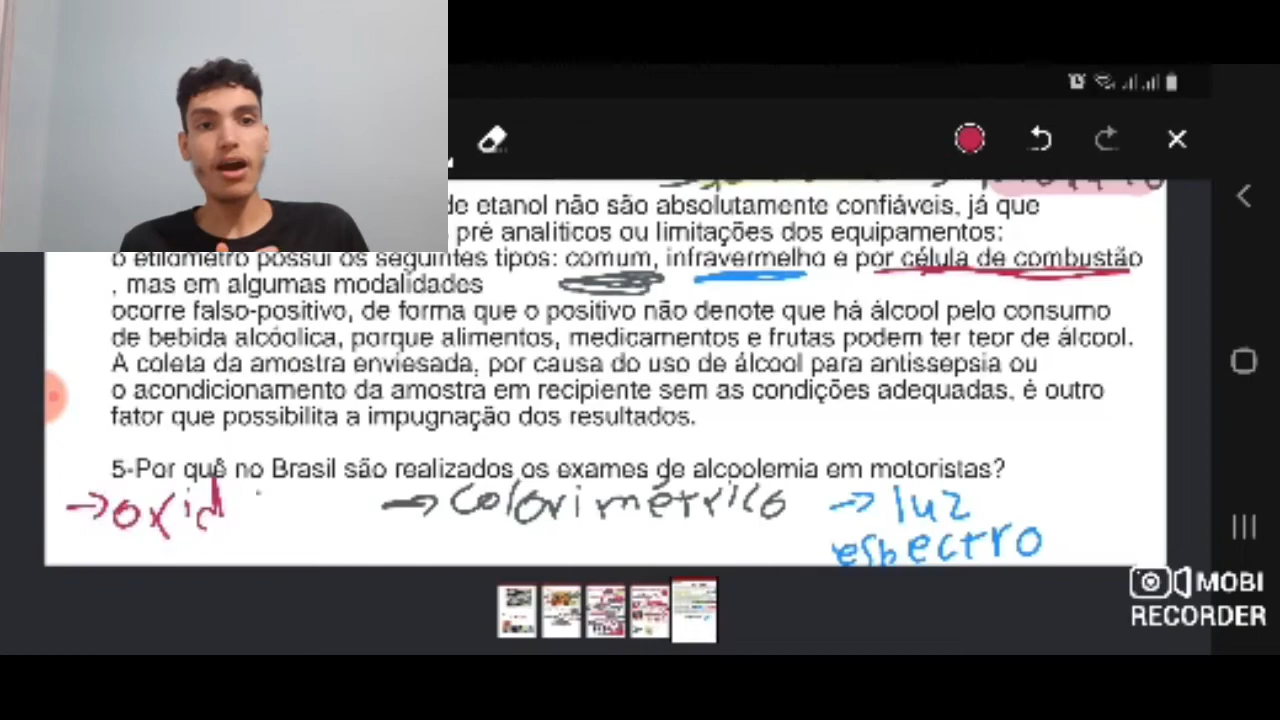 de etanol não são absolutamente confiáveis, já que
pré analíticos ou limitações dos equipamentos:
o etilômetro possui os seguintes tipos: comum, infravermelho e por célula de combustão
, mas em algumas modalidades
ocorre falso-positivo, de forma que o positivo não denote que há álcool pelo consumo
de bebida alcóolica, porque alimentos, medicamentos e frutas podem ter teor de álcool.
A coleta da amostra enviesada, por causa do uso de álcool para antissepsia ou
o acondicionamento da amostra em recipiente sem as condições adequadas, é outro
fator que possibilita a impugnação dos resultados.
5-Por quê no Brasil são realizados os exames de alcoolemia em motoristas?
→ oxid → colorimétrico → luz
espectro
MOBI
RECORDER